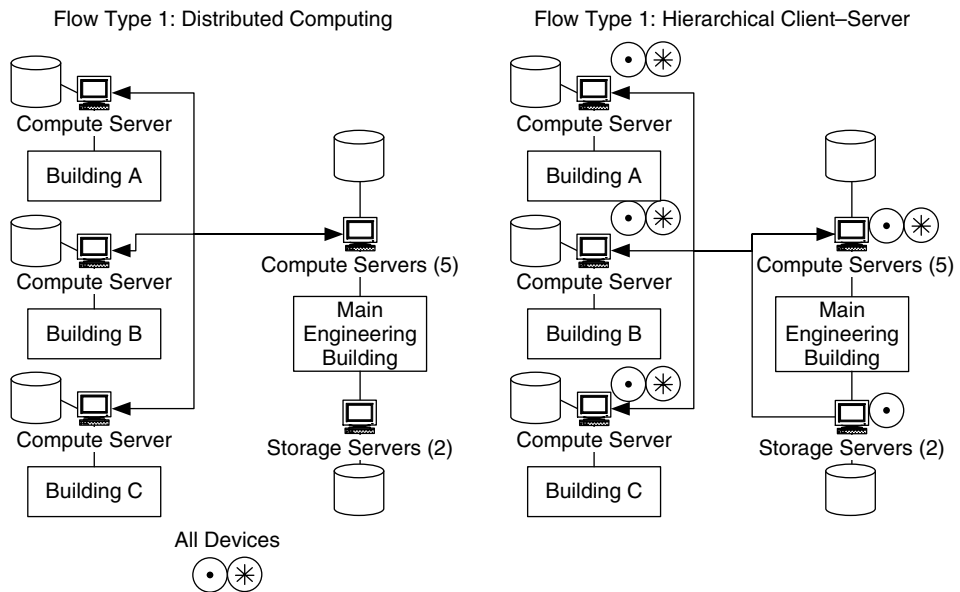 Flow Type 1: Distributed Computing
Compute Server
Building A
Compute Server
Building B
Compute Server
Building C
Compute Servers (5)
Main
Engineering
Building
Storage Servers (2)
All Devices
Flow Type 1: Hierarchical Client–Server
Compute Server
Building A
Compute Server
Building B
Compute Server
Building C
Compute Servers (5)
Main
Engineering
Building
Storage Servers (2)